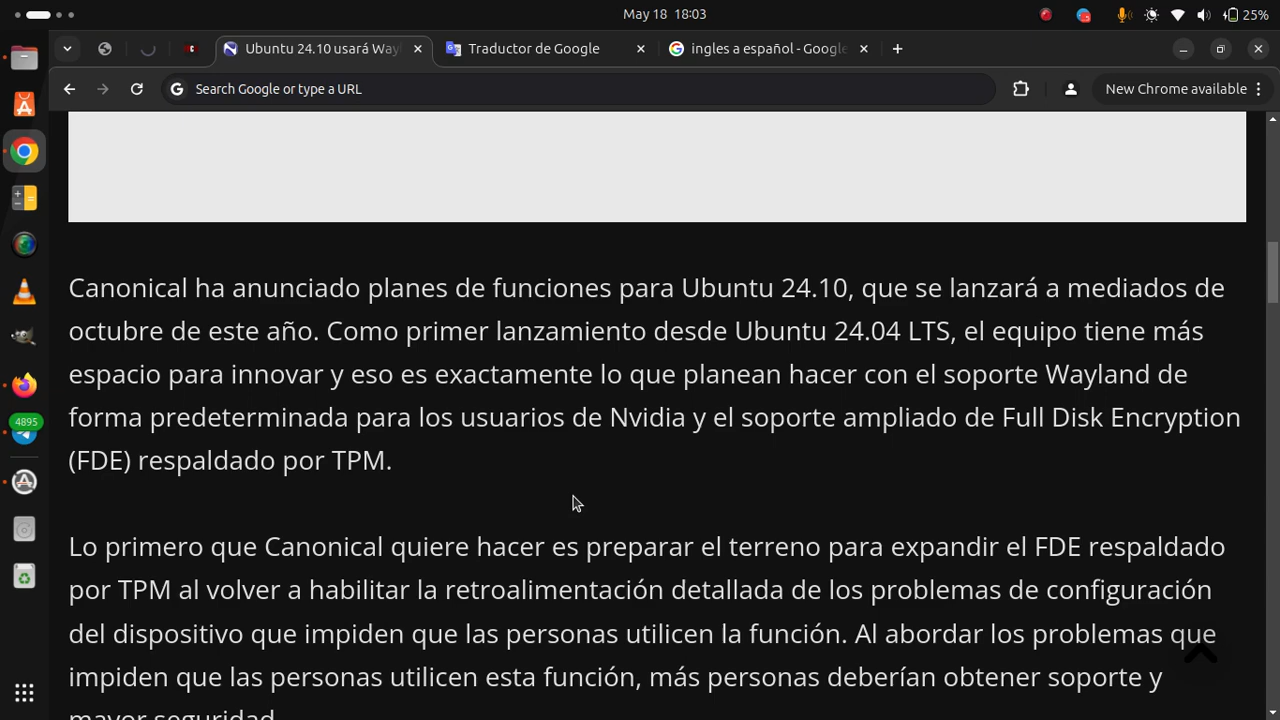 May 18 18:03
25%
Ubuntu 24.10 usará Wayl
Traductor de Google
ingles a español - Google
Search Google or type a URL
New Chrome available
Canonical ha anunciado planes de funciones para Ubuntu 24.10, que se lanzará a mediados de
octubre de este año. Como primer lanzamiento desde Ubuntu 24.04 LTS, el equipo tiene más
espacio para innovar y eso es exactamente lo que planean hacer con el soporte Wayland de
forma predeterminada para los usuarios de Nvidia y el soporte ampliado de Full Disk Encryption
(FDE) respaldado por TPM.
4895
Lo primero que Canonical quiere hacer es preparar el terreno para expandir el FDE respaldado
por TPM al volver a habilitar la retroalimentación detallada de los problemas de configuración
del dispositivo que impiden que las personas utilicen la función. Al abordar los problemas que
impiden que las personas utilicen esta función, más personas deberían obtener soporte y
mayor seguridad.